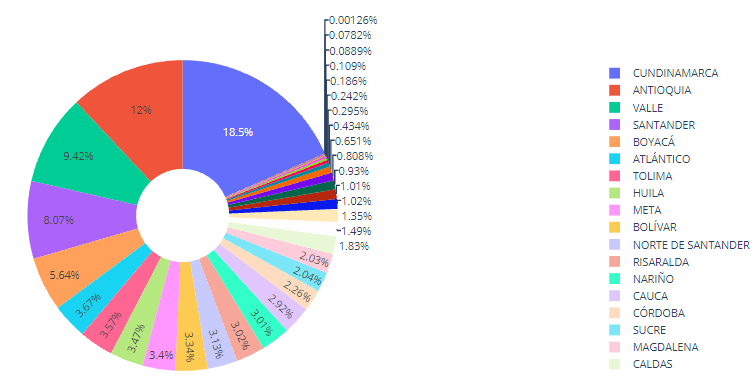 0.00126%
0.0782%
0.0889%
0.109%
0.186%
0.242%
0.295%
0.434%
0.651%
0.808%
0.93%
1.01%
1.02%
1.35%
1.49%
1.83%
18.5%
12%
9.42%
8.07%
5.64%
3.67%
3.57%
3.47%
3.4%
3.34%
3.13%
3.02%
3.01%
2.92%
2.26%
2.04%
2.03%
CUNDINAMARCA
ANTIOQUIA
VALLE
SANTANDER
BOYACÁ
ATLÁNTICO
TOLIMA
HUILA
META
BOLÍVAR
NORTE DE SANTANDER
RISARALDA
NARIÑO
CAUCA
CÓRDOBA
SUCRE
MAGDALENA
CALDAS